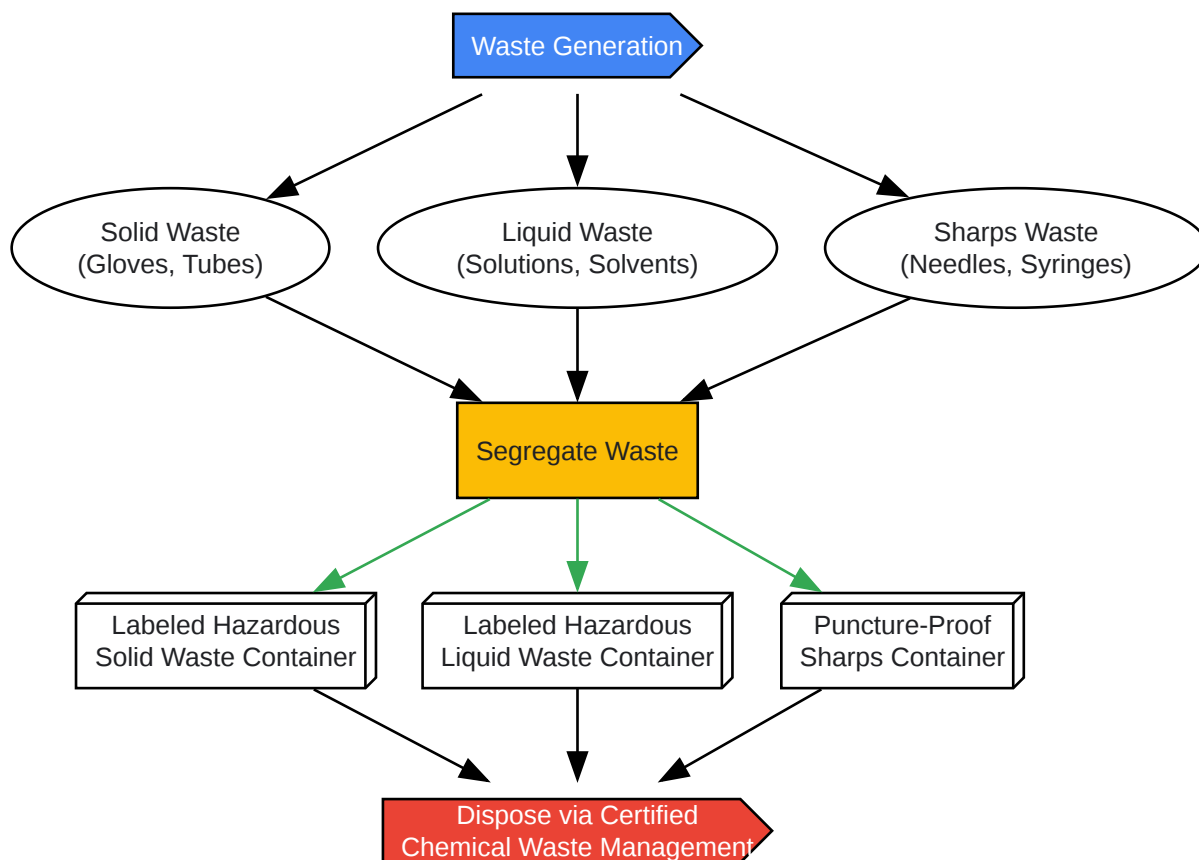 Waste Generation
Solid Waste
(Gloves, Tubes)
Liquid Waste
(Solutions, Solvents)
Sharps Waste
(Needles, Syringes)
Segregate Waste
Labeled Hazardous
Solid Waste Container
Labeled Hazardous
Liquid Waste Container
Puncture-Proof
Sharps Container
Dispose via Certified
Chemical Waste Management